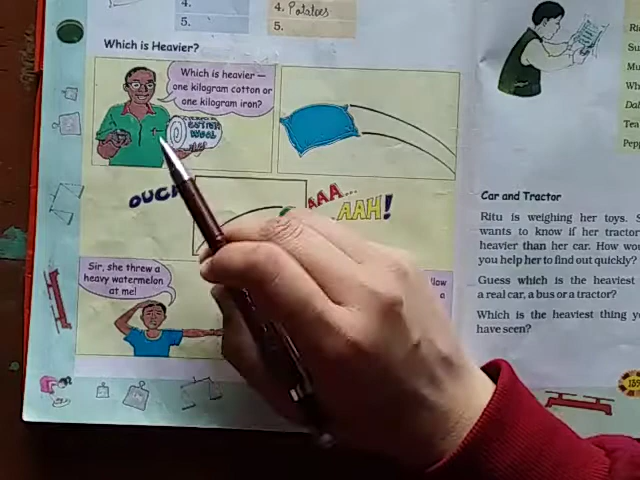 4.
5.
4. Potatoes
5.
Which is Heavier?
Which is heavier —
one kilogram cotton or
one kilogram iron?
COTTON
WOOL
OUCH
AAA...
AAH!
Sir, she threw a
heavy watermelon
at me!
Car and Tractor
Ritu is weighing her toys.
wants to know if her tractor
heavier than her car. How
you help her to find out quickly?
Guess which is the heaviest
a real car, a bus or a tractor?
Which is the heaviest thing
have seen?